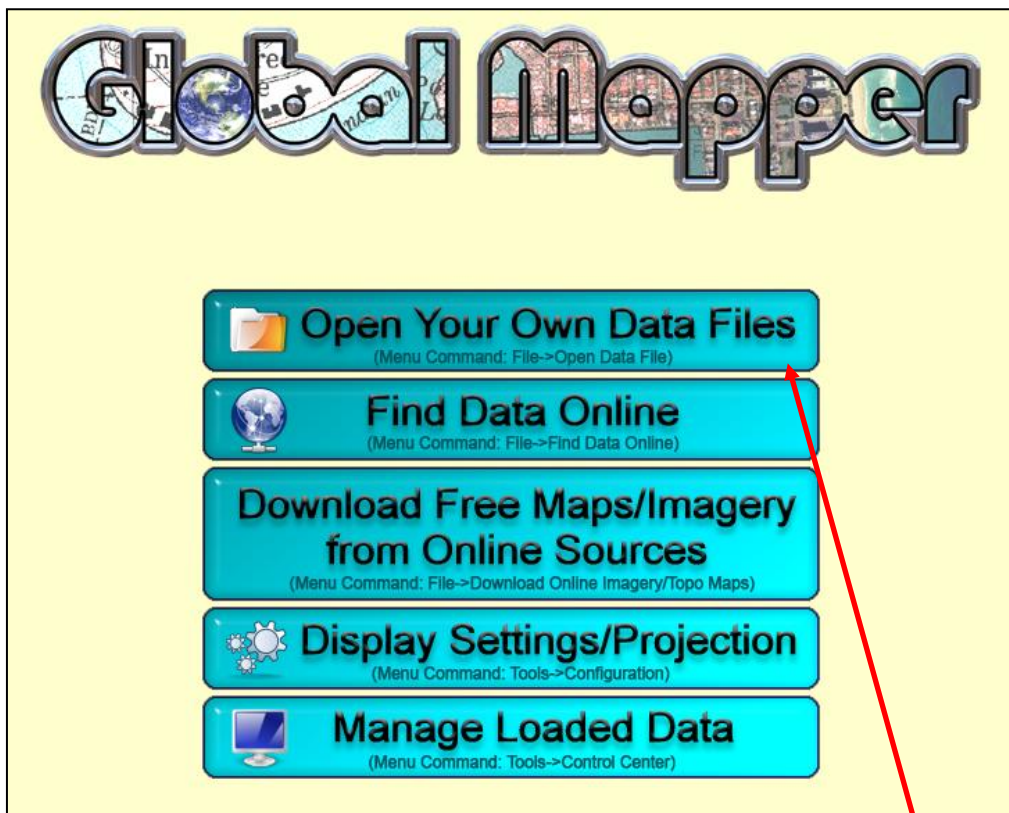 Global Mapper
Open Your Own Data Files
(Menu Command: File->Open Data File)
Find Data Online
(Menu Command: File->Find Data Online)
Download Free Maps/Imagery
from Online Sources
(Menu Command: File->Download Online Imagery/Topo Maps)
Display Settings/Projection
(Menu Command: Tools->Configuration)
Manage Loaded Data
(Menu Command: Tools->Control Center)